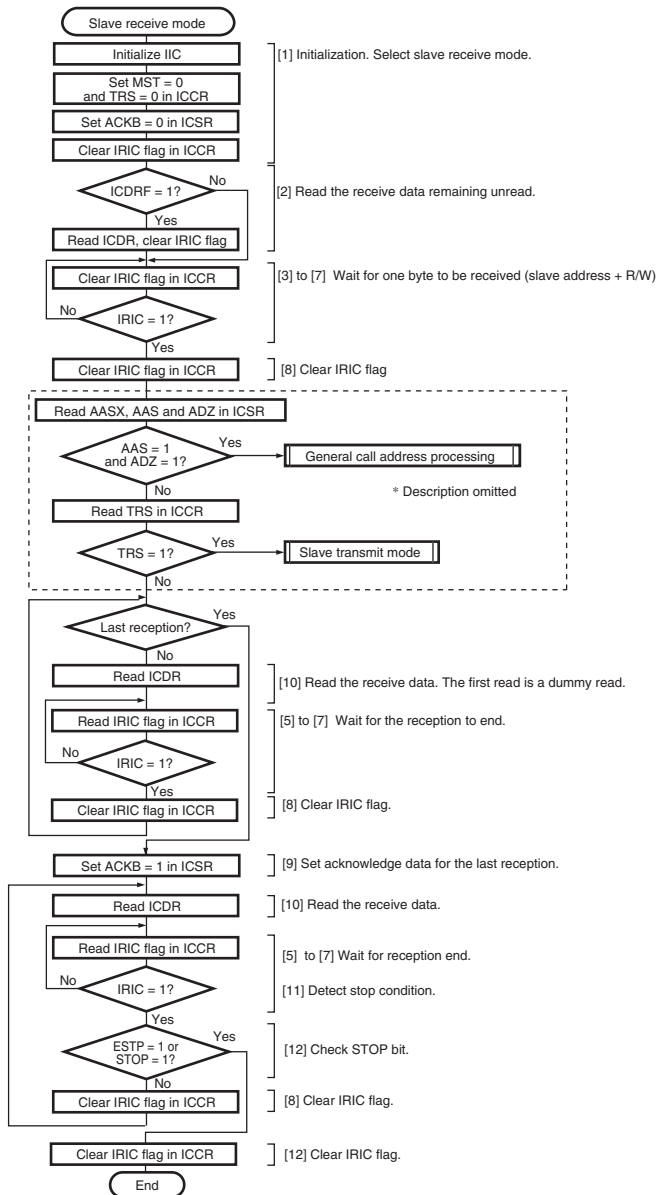 Slave receive mode
Initialize IIC
[1] Initialization. Select slave receive mode.
Set MST = 0
and TRS = 0 in ICCR
Set ACKB = 0 in ICSR
Clear IRIC flag in ICCR
ICDRF = 1?
No
[2] Read the receive data remaining unread.
Yes
Read ICDR, clear IRIC flag
Clear IRIC flag in ICCR
[3] to [7] Wait for one byte to be received (slave address + R/W)
No
IRIC = 1?
Yes
Clear IRIC flag in ICCR
[8] Clear IRIC flag
Read AASX, AAS and ADZ in ICSR
AAS = 1
and ADZ = 1?
Yes
General call address processing
No
* Description omitted
Read TRS in ICCR
TRS = 1?
Yes
Slave transmit mode
No
Last reception?
Yes
No
Read ICDR
[10] Read the receive data. The first read is a dummy read.
Read IRIC flag in ICCR
[5] to [7] Wait for the reception to end.
No
IRIC = 1?
Yes
Clear IRIC flag in ICCR
[8] Clear IRIC flag.
Set ACKB = 1 in ICSR
[9] Set acknowledge data for the last reception.
Read ICDR
[10] Read the receive data.
Read IRIC flag in ICCR
[5] to [7] Wait for reception end.
No
IRIC = 1?
[11] Detect stop condition.
Yes
ESTP = 1 or
STOP = 1?
Yes
[12] Check STOP bit.
No
Clear IRIC flag in ICCR
[8] Clear IRIC flag.
Clear IRIC flag in ICCR
[12] Clear IRIC flag.
End